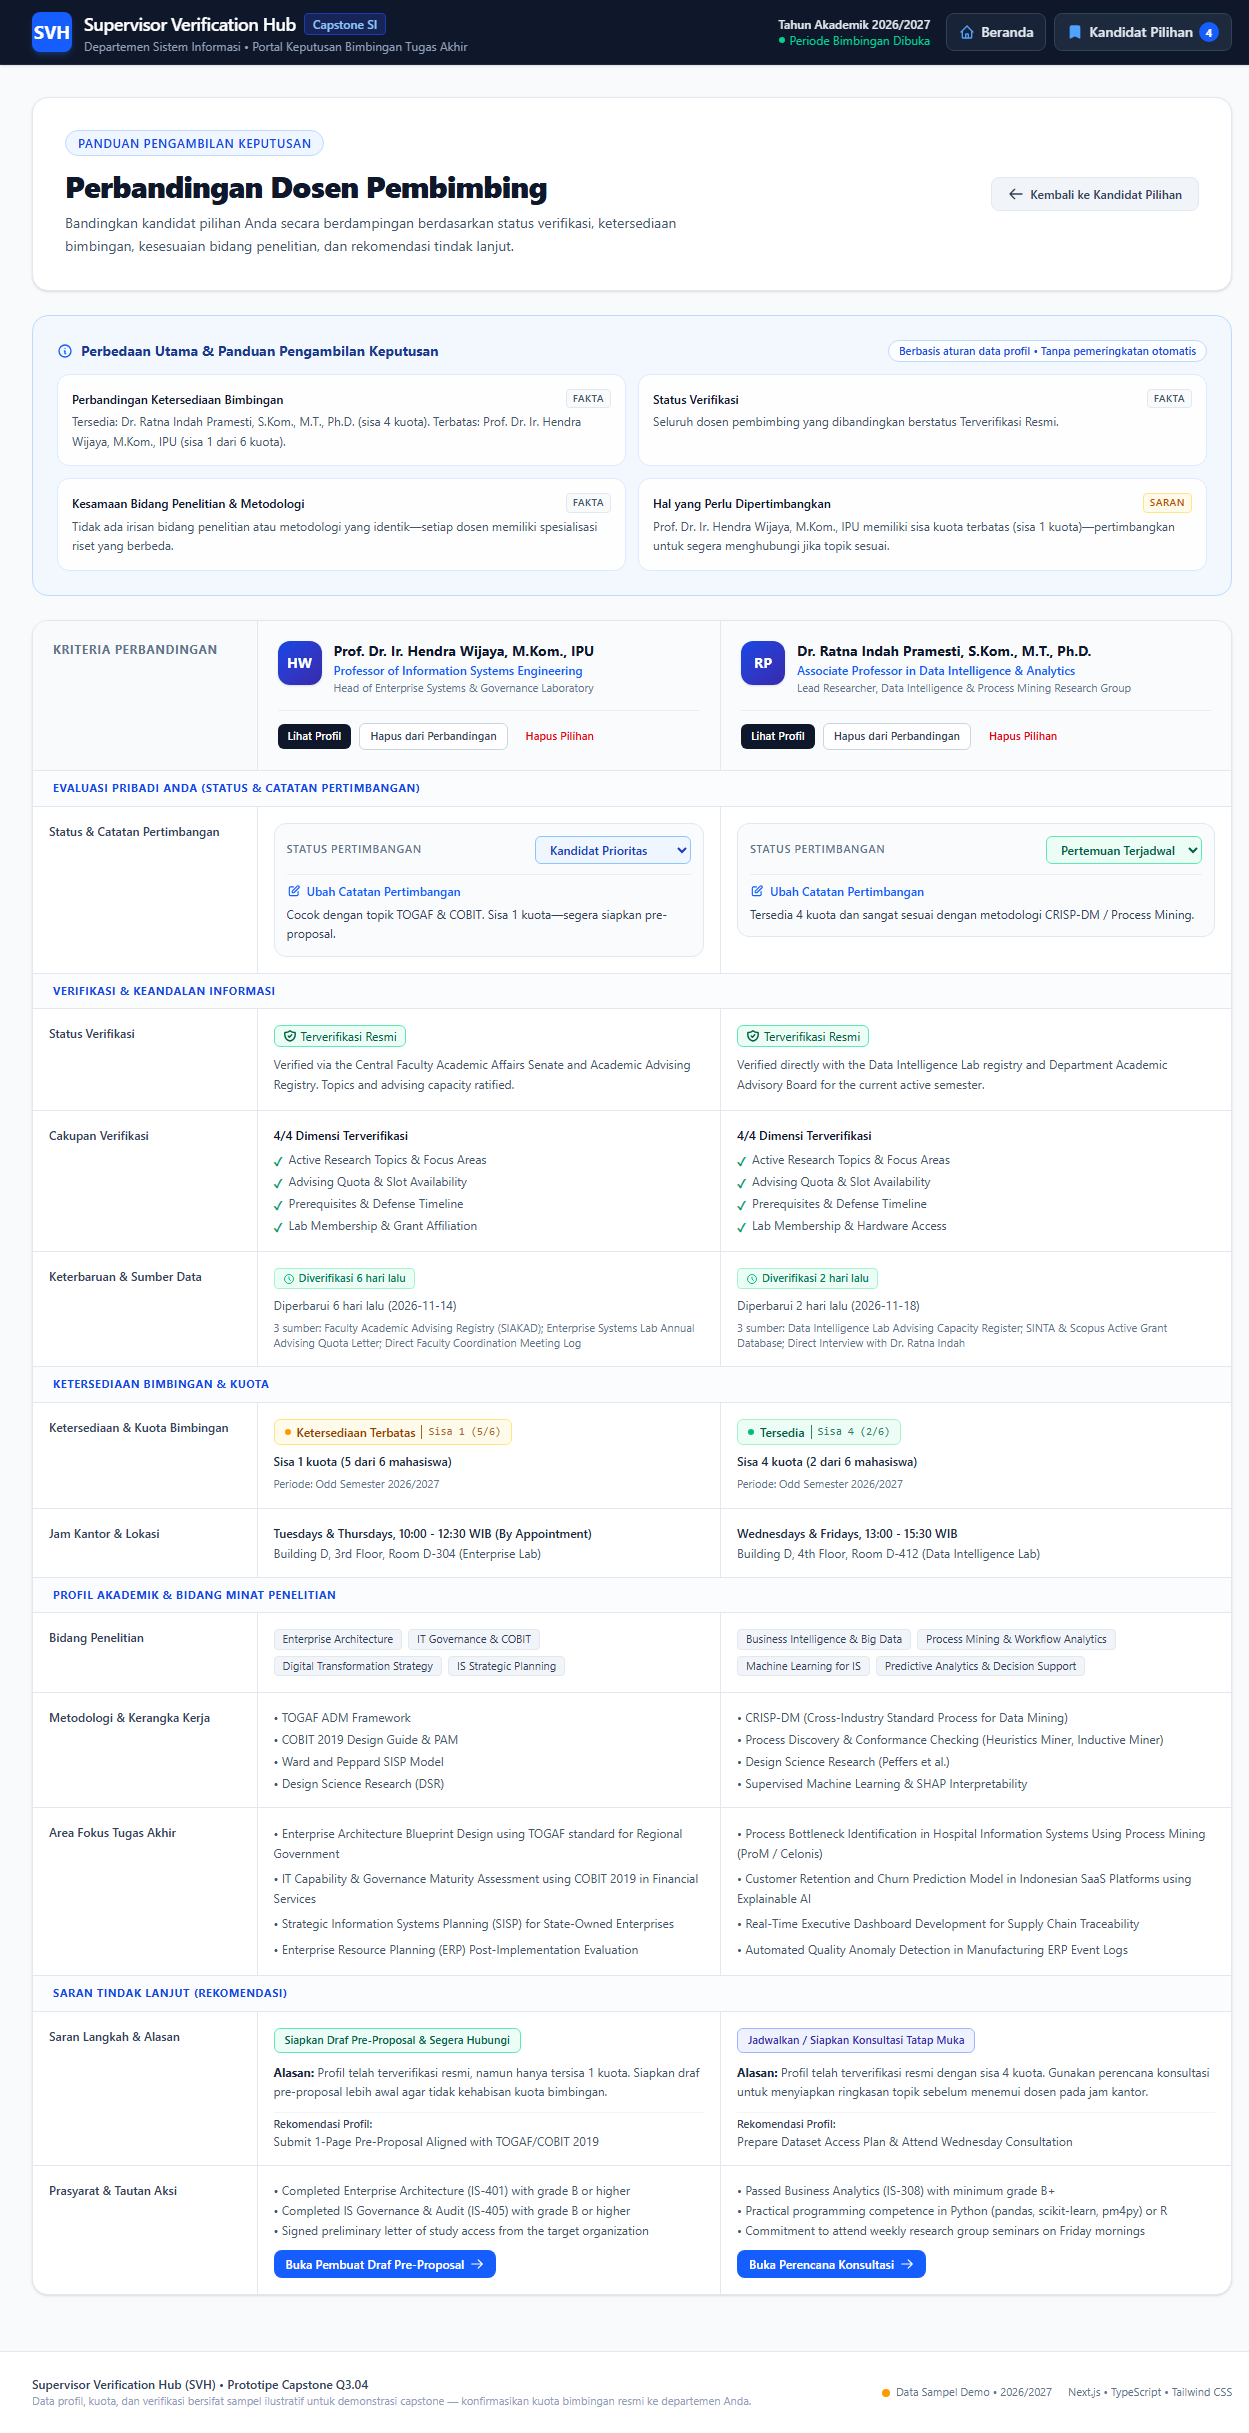 SVH
Supervisor Verification Hub
Capstone SI
Departemen Sistem Informasi • Portal Keputusan Bimbingan Tugas Akhir
Tahun Akademik 2026/2027
Periode Bimbingan Dibuka
Beranda
Kandidat Pilihan 4
PANDUAN PENGAMBILAN KEPUTUSAN
Perbandingan Dosen Pembimbing
Bandingkan kandidat pilihan Anda secara berdampingan berdasarkan status verifikasi, ketersediaan
bimbingan, kesesuaian bidang penelitian, dan rekomendasi tindak lanjut.
← Kembali ke Kandidat Pilihan
Perbedaan Utama & Panduan Pengambilan Keputusan
Berbasis aturan data profil • Tanpa pemeringkatan otomatis
Perbandingan Ketersediaan Bimbingan
FAKTA
Tersedia: Dr. Ratna Indah Pramesti, S.Kom., M.T., Ph.D. (sisa 4 kuota). Terbatas: Prof. Dr. Ir. Hendra
Wijaya, M.Kom., IPU (sisa 1 dari 6 kuota).
Status Verifikasi
FAKTA
Seluruh dosen pembimbing yang dibandingkan berstatus Terverifikasi Resmi.
Kesamaan Bidang Penelitian & Metodologi
FAKTA
Tidak ada irisan bidang penelitian atau metodologi yang identik—setiap dosen memiliki spesialisasi
riset yang berbeda.
Hal yang Perlu Dipertimbangkan
SARAN
Prof. Dr. Ir. Hendra Wijaya, M.Kom., IPU memiliki sisa kuota terbatas (sisa 1 kuota)—pertimbangkan
untuk segera menghubungi jika topik sesuai.
KRITERIA PERBANDINGAN
HW
Prof. Dr. Ir. Hendra Wijaya, M.Kom., IPU
Professor of Information Systems Engineering
Head of Enterprise Systems & Governance Laboratory
Lihat Profil
Hapus dari Perbandingan
Hapus Pilihan
RP
Dr. Ratna Indah Pramesti, S.Kom., M.T., Ph.D.
Associate Professor in Data Intelligence & Analytics
Lead Researcher, Data Intelligence & Process Mining Research Group
Lihat Profil
Hapus dari Perbandingan
Hapus Pilihan
EVALUASI PRIBADI ANDA (STATUS & CATATAN PERTIMBANGAN)
Status & Catatan Pertimbangan
STATUS PERTIMBANGAN
Kandidat Prioritas
Ubah Catatan Pertimbangan
Cocok dengan topik TOGAF & COBIT. Sisa 1 kuota—segera siapkan pre-
proposal.
STATUS PERTIMBANGAN
Pertemuan Terjadwal
Ubah Catatan Pertimbangan
Tersedia 4 kuota dan sangat sesuai dengan metodologi CRISP-DM / Process Mining.
VERIFIKASI & KEANDALAN INFORMASI
Status Verifikasi
Terverifikasi Resmi
Verified via the Central Faculty Academic Affairs Senate and Academic Advising
Registry. Topics and advising capacity ratified.
Terverifikasi Resmi
Verified directly with the Data Intelligence Lab registry and Department Academic
Advisory Board for the current active semester.
Cakupan Verifikasi
4/4 Dimensi Terverifikasi
✓ Active Research Topics & Focus Areas
✓ Advising Quota & Slot Availability
✓ Prerequisites & Defense Timeline
✓ Lab Membership & Grant Affiliation
4/4 Dimensi Terverifikasi
✓ Active Research Topics & Focus Areas
✓ Advising Quota & Slot Availability
✓ Prerequisites & Defense Timeline
✓ Lab Membership & Hardware Access
Keterbaruan & Sumber Data
Diverifikasi 6 hari lalu
Diperbarui 6 hari lalu (2026-11-14)
3 sumber: Faculty Academic Advising Registry (SIAKAD); Enterprise Systems Lab Annual
Advising Quota Letter; Direct Faculty Coordination Meeting Log
Diverifikasi 2 hari lalu
Diperbarui 2 hari lalu (2026-11-18)
3 sumber: Data Intelligence Lab Advising Capacity Register; SINTA & Scopus Active Grant
Database; Direct Interview with Dr. Ratna Indah
KETERSEDIAAN BIMBINGAN & KUOTA
Ketersediaan & Kuota Bimbingan
Ketersediaan Terbatas | Sisa 1 (5/6)
Sisa 1 kuota (5 dari 6 mahasiswa)
Periode: Odd Semester 2026/2027
Tersedia | Sisa 4 (2/6)
Sisa 4 kuota (2 dari 6 mahasiswa)
Periode: Odd Semester 2026/2027
Jam Kantor & Lokasi
Tuesdays & Thursdays, 10:00 - 12:30 WIB (By Appointment)
Building D, 3rd Floor, Room D-304 (Enterprise Lab)
Wednesdays & Fridays, 13:00 - 15:30 WIB
Building D, 4th Floor, Room D-412 (Data Intelligence Lab)
PROFIL AKADEMIK & BIDANG MINAT PENELITIAN
Bidang Penelitian
Enterprise Architecture
IT Governance & COBIT
Digital Transformation Strategy
IS Strategic Planning
Business Intelligence & Big Data
Process Mining & Workflow Analytics
Machine Learning for IS
Predictive Analytics & Decision Support
Metodologi & Kerangka Kerja
• TOGAF ADM Framework
• COBIT 2019 Design Guide & PAM
• Ward and Peppard SISP Model
• Design Science Research (DSR)
• CRISP-DM (Cross-Industry Standard Process for Data Mining)
• Process Discovery & Conformance Checking (Heuristics Miner, Inductive Miner)
• Design Science Research (Peffers et al.)
• Supervised Machine Learning & SHAP Interpretability
Area Fokus Tugas Akhir
• Enterprise Architecture Blueprint Design using TOGAF standard for Regional
Government
• IT Capability & Governance Maturity Assessment using COBIT 2019 in Financial
Services
• Strategic Information Systems Planning (SISP) for State-Owned Enterprises
• Enterprise Resource Planning (ERP) Post-Implementation Evaluation
• Process Bottleneck Identification in Hospital Information Systems Using Process Mining
(ProM / Celonis)
• Customer Retention and Churn Prediction Model in Indonesian SaaS Platforms using
Explainable AI
• Real-Time Executive Dashboard Development for Supply Chain Traceability
• Automated Quality Anomaly Detection in Manufacturing ERP Event Logs
SARAN TINDAK LANJUT (REKOMENDASI)
Saran Langkah & Alasan
Siapkan Draf Pre-Proposal & Segera Hubungi
Alasan: Profil telah terverifikasi resmi, namun hanya tersisa 1 kuota. Siapkan draf
pre-proposal lebih awal agar tidak kehabisan kuota bimbingan.
Rekomendasi Profil:
Submit 1-Page Pre-Proposal Aligned with TOGAF/COBIT 2019
Jadwalkan / Siapkan Konsultasi Tatap Muka
Alasan: Profil telah terverifikasi resmi dengan sisa 4 kuota. Gunakan perencana konsultasi
untuk menyiapkan ringkasan topik sebelum menemui dosen pada jam kantor.
Rekomendasi Profil:
Prepare Dataset Access Plan & Attend Wednesday Consultation
Prasyarat & Tautan Aksi
• Completed Enterprise Architecture (IS-401) with grade B or higher
• Completed IS Governance & Audit (IS-405) with grade B or higher
• Signed preliminary letter of study access from the target organization
Buka Pembuat Draf Pre-Proposal →
• Passed Business Analytics (IS-308) with minimum grade B+
• Practical programming competence in Python (pandas, scikit-learn, pm4py) or R
• Commitment to attend weekly research group seminars on Friday mornings
Buka Perencana Konsultasi →
Supervisor Verification Hub (SVH) • Prototipe Capstone Q3.04
Data profil, kuota, dan verifikasi bersifat sampel ilustratif untuk demonstrasi capstone — konfirmasikan kuota bimbingan resmi ke departemen Anda.
Data Sampel Demo • 2026/2027
Next.js • TypeScript • Tailwind CSS